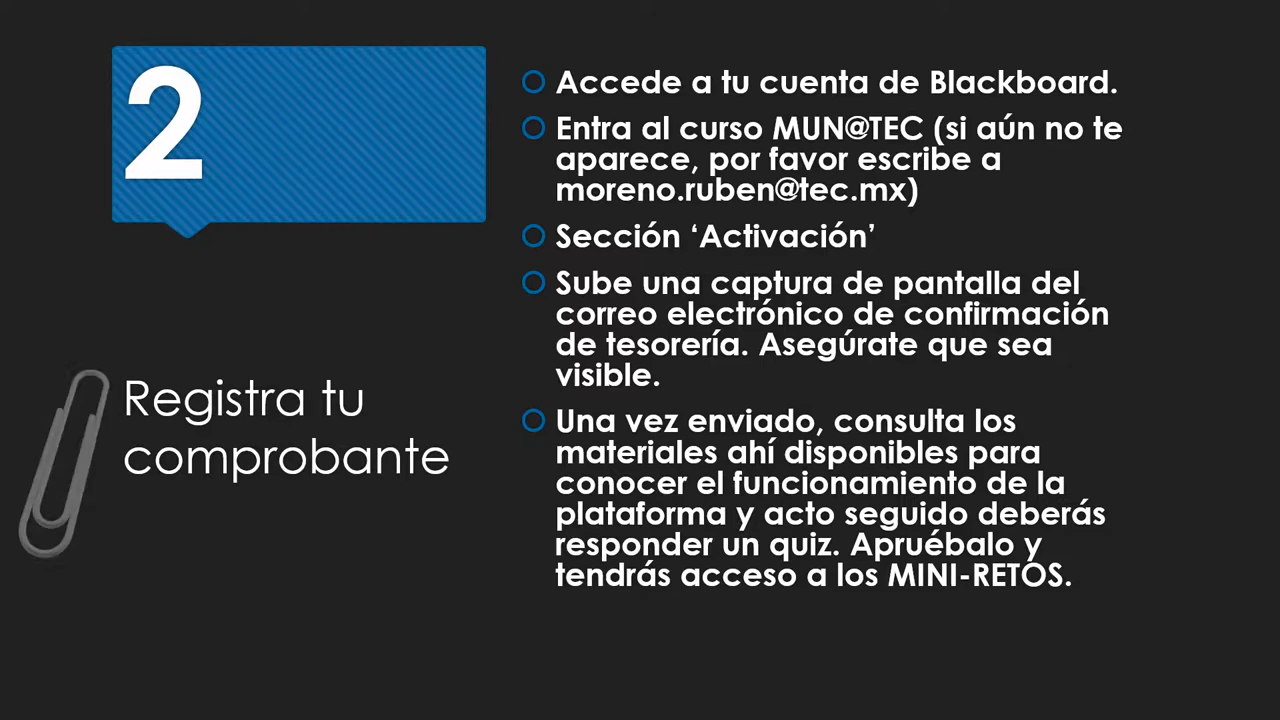 2
Registra tu
comprobante
Accede a tu cuenta de Blackboard.
Entra al curso MUN@TEC (si aún no te
aparece, por favor escribe a
moreno.ruben@tec.mx)
Sección ‘Activación’
Sube una captura de pantalla del
correo electrónico de confirmación
de tesorería. Asegúrate que sea
visible.
Una vez enviado, consulta los
materiales ahí disponibles para
conocer el funcionamiento de la
plataforma y acto seguido deberás
responder un quiz. Apruébalo y
tendrás acceso a los MINI-RETOS.